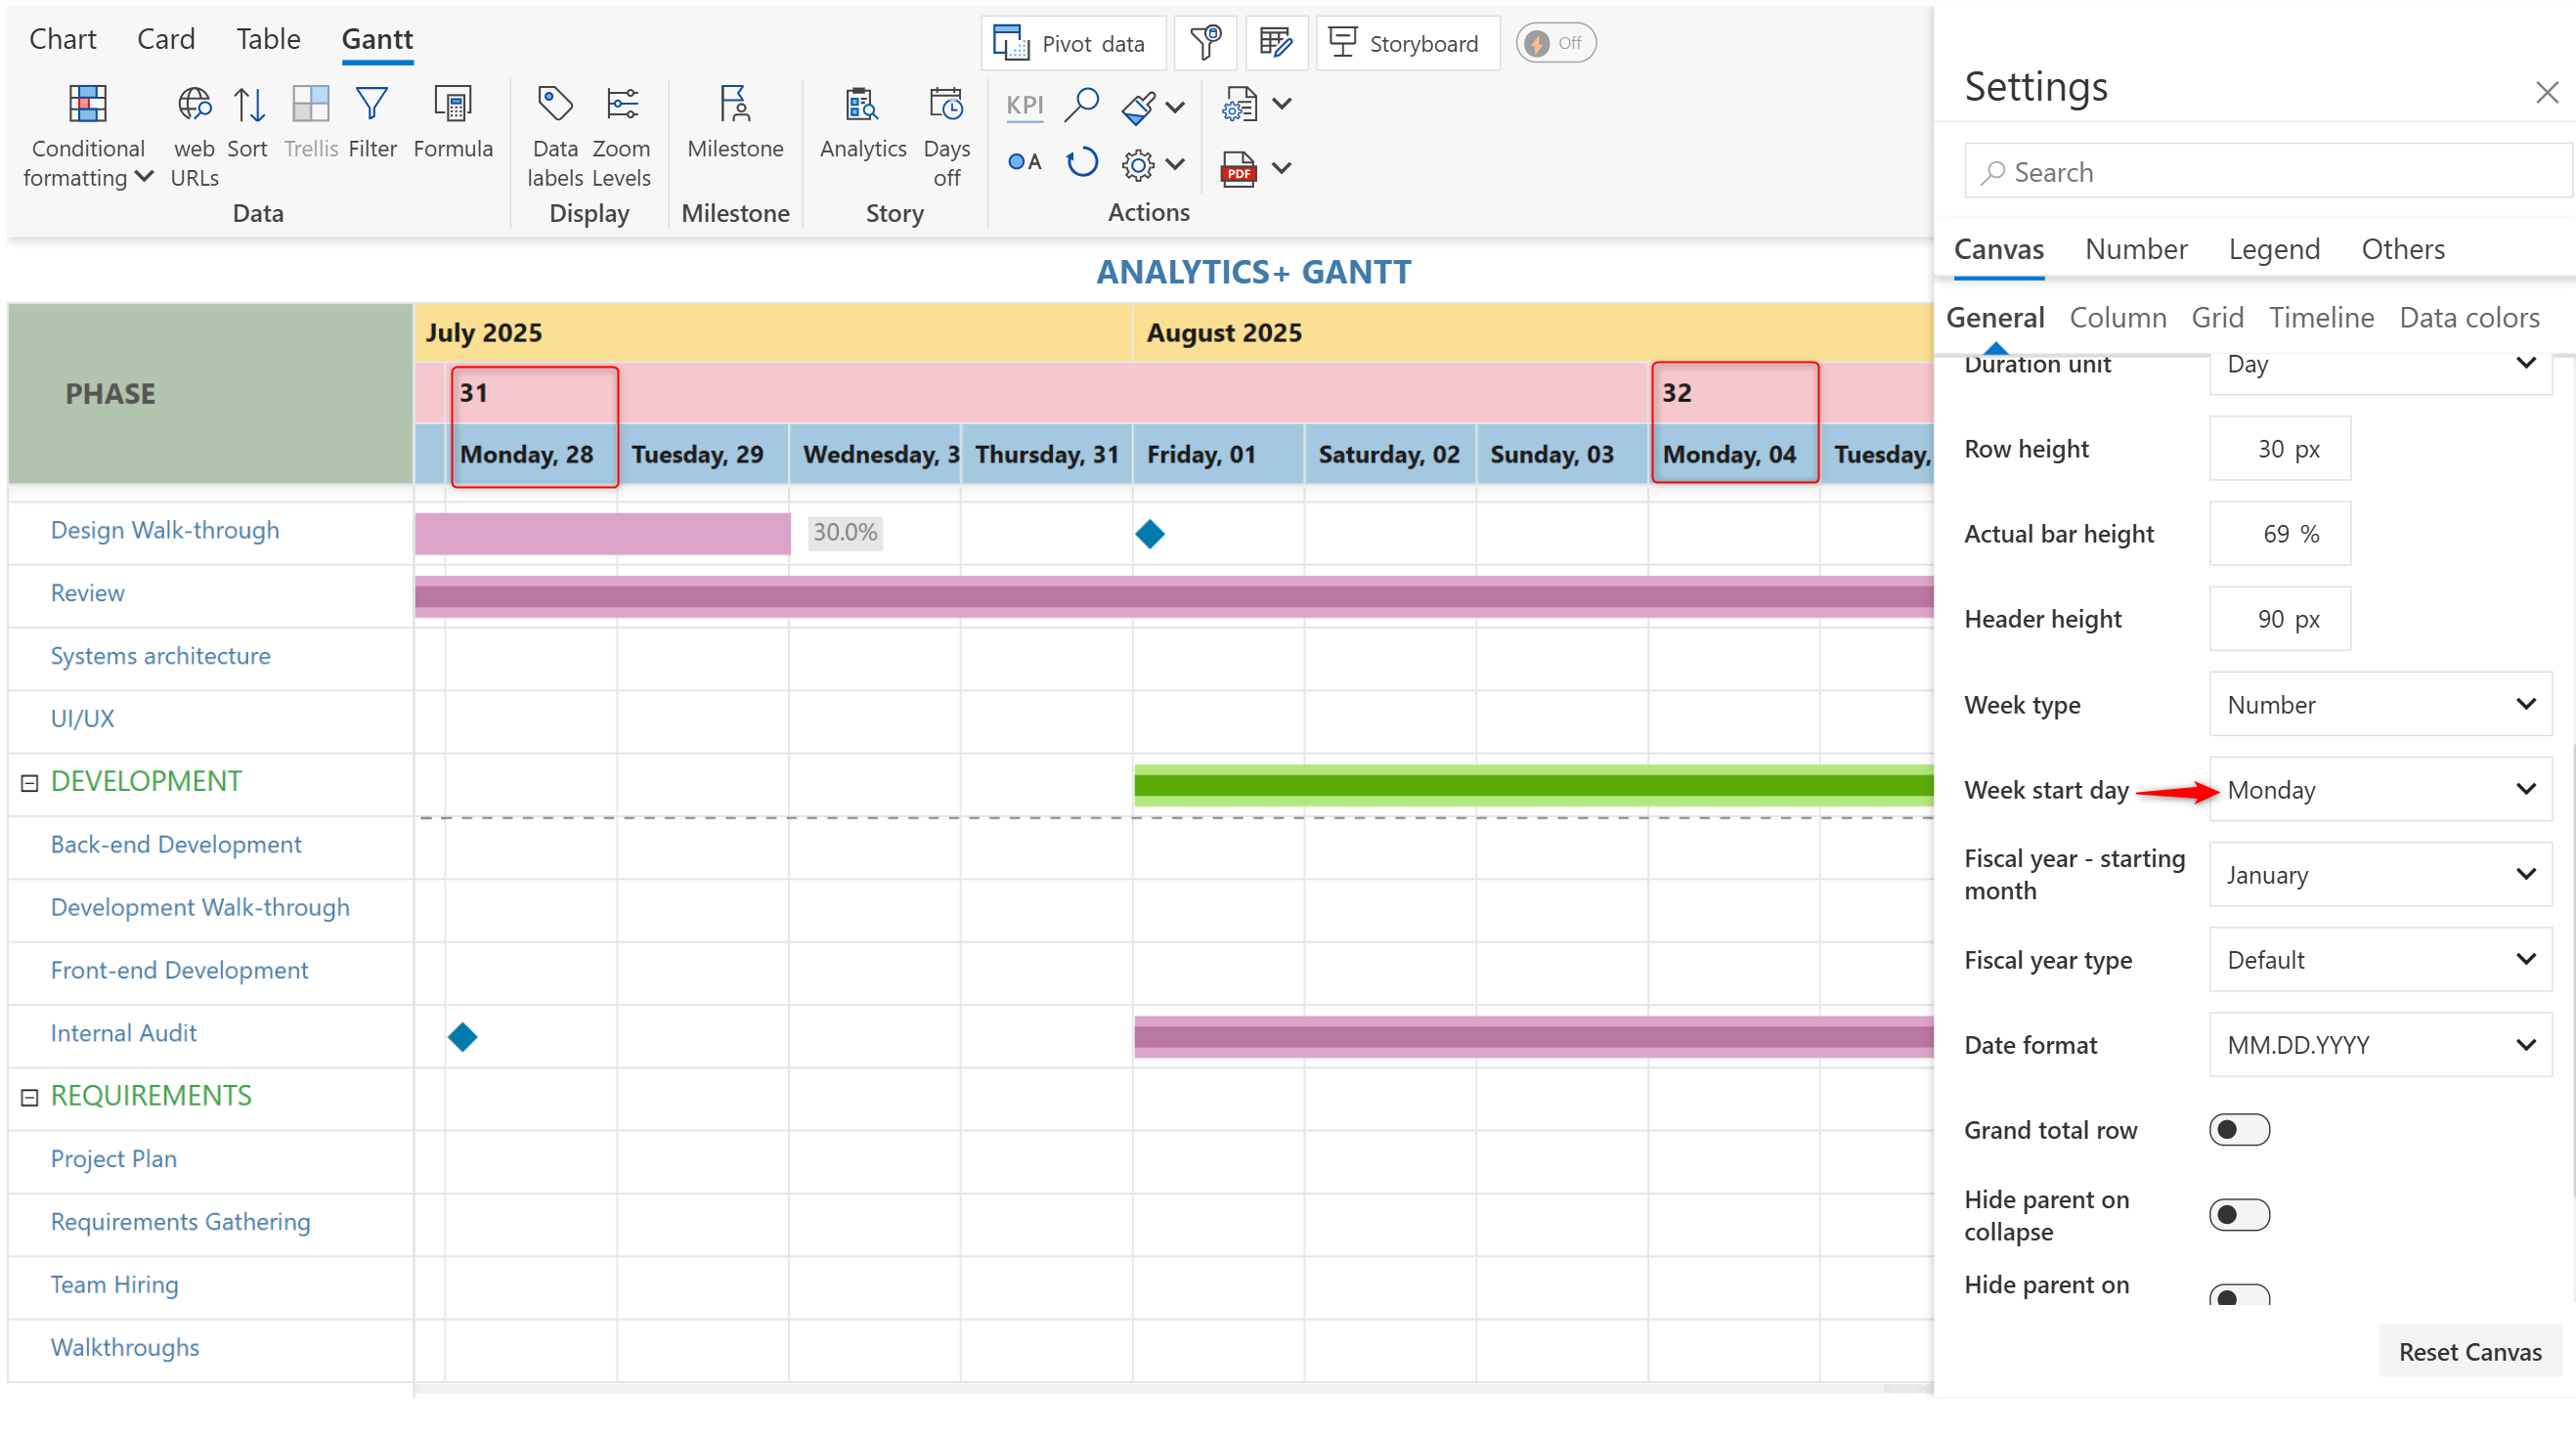 Chart Card Table Gantt
Pivot data Storyboard Off
Conditional formatting
web URLs
Sort
Trellis
Filter
Formula
Data
Data labels
Zoom Levels
Display
Milestone
Milestone
Analytics
Days off
Story
KPI
A
PDF
Actions
ANALYTICS+ GANTT
PHASE
July 2025 August 2025
31 32
Monday, 28 Tuesday, 29 Wednesday, 3 Thursday, 31 Friday, 01 Saturday, 02 Sunday, 03 Monday, 04 Tuesday,
Design Walk-through 30.0%
Review
Systems architecture
UI/UX
DEVELOPMENT
Back-end Development
Development Walk-through
Front-end Development
Internal Audit
REQUIREMENTS
Project Plan
Requirements Gathering
Team Hiring
Walkthroughs
Settings
Search
Canvas Number Legend Others
General Column Grid Timeline Data colors
Duration unit Day
Row height 30 px
Actual bar height 69 %
Header height 90 px
Week type Number
Week start day Monday
Fiscal year - starting
month January
Fiscal year type Default
Date format MM.DD.YYYY
Grand total row
Hide parent on
collapse
Hide parent on
Reset Canvas